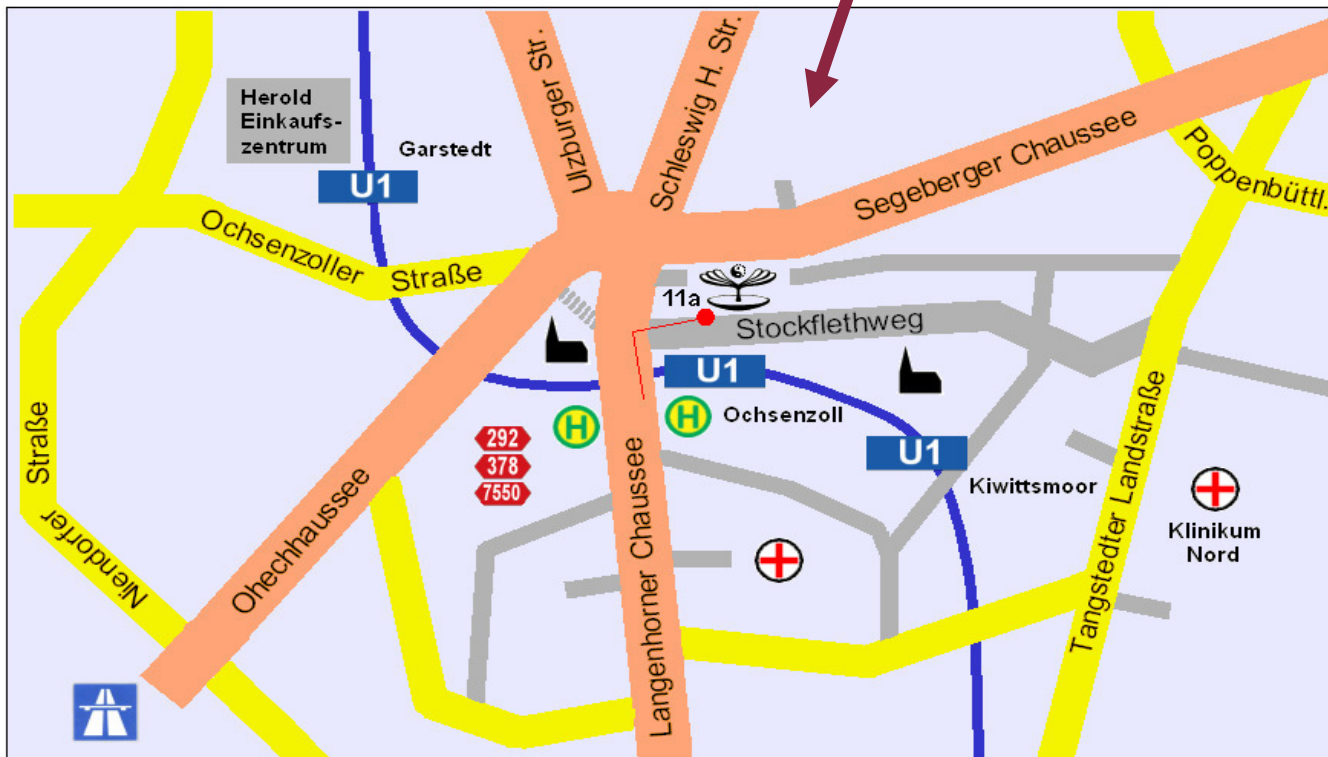 Herold
Einkaufs-
zentrum
Garstedt
U1
Ulzburger Str.
Schleswig H. Str.
Segeberger Chaussee
Poppenbüttl.
Ochsenzoller Straße
11a
Stockflethweg
U1
Ochsenzoll
H
H
292
378
7550
U1
Kiwittsmoor
Klinikum
Nord
Straße
Niendorfer
Ohechhaussee
Langenhorner Chaussee
Tangstedter Landstraße